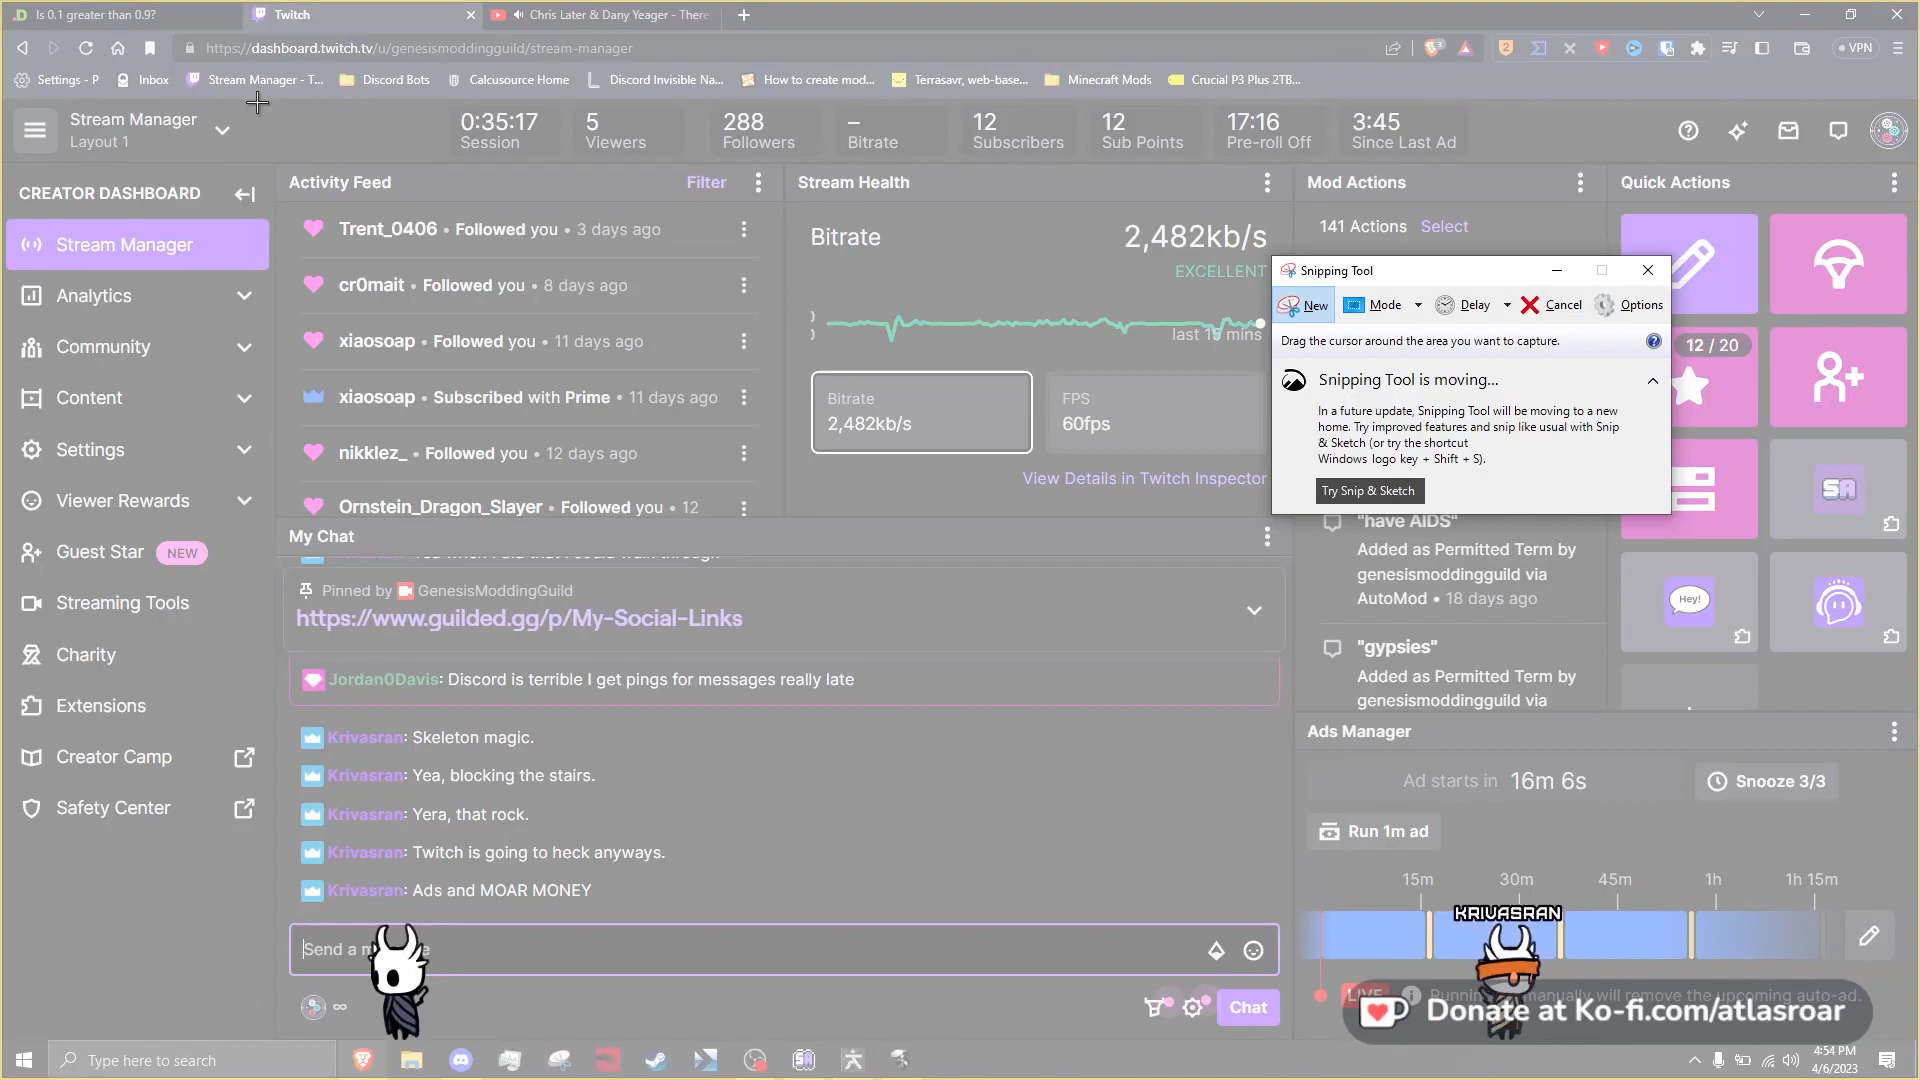 Is 0.1 greater than 0.9?
Twitch
Chris Later & Dany Yeager - There
https://dashboard.twitch.tv/u/genesismoddingguild/stream-manager
VPN
Settings - P
Inbox
Stream Manager - T...
Discord Bots
Calcusource Home
Discord Invisible Na...
How to create mod...
Terrasavr, web-base...
Minecraft Mods
Crucial P3 Plus 2TB...
Stream Manager
Layout 1
0:35:17
Session
5
Viewers
288
Followers
–
Bitrate
12
Subscribers
12
Sub Points
17:16
Pre-roll Off
3:45
Since Last Ad
CREATOR DASHBOARD
Stream Manager
Analytics
Community
Content
Settings
Viewer Rewards
Guest Star NEW
Streaming Tools
Charity
Extensions
Creator Camp
Safety Center
Activity Feed
Filter
Trent_0406 • Followed you • 3 days ago
cr0mait • Followed you • 8 days ago
xiaosoap • Followed you • 11 days ago
xiaosoap • Subscribed with Prime • 11 days ago
nikklez_ • Followed you • 12 days ago
Ornstein_Dragon_Slayer • Followed you • 12
Stream Health
Bitrate
2,482kb/s
EXCELLENT
last 15 mins
Bitrate
2,482kb/s
FPS
60fps
View Details in Twitch Inspector
Mod Actions
141 Actions Select
Snipping Tool
New
Mode
Delay
Cancel
Options
Drag the cursor around the area you want to capture.
Snipping Tool is moving...
In a future update, Snipping Tool will be moving to a new
home. Try improved features and snip like usual with Snip
& Sketch (or try the shortcut
Windows logo key + Shift + S).
Try Snip & Sketch
"have AIDS"
Added as Permitted Term by
genesismoddingguild via
AutoMod • 18 days ago
"gypsies"
Added as Permitted Term by
genesismoddingguild via
Quick Actions
12 / 20
SA
Hey!
My Chat
Pinned by GenesisModdingGuild
https://www.guilded.gg/p/My-Social-Links
Jordan0Davis: Discord is terrible I get pings for messages really late
Krivasran: Skeleton magic.
Krivasran: Yea, blocking the stairs.
Krivasran: Yera, that rock.
Krivasran: Twitch is going to heck anyways.
Krivasran: Ads and MOAR MONEY
Send a m
Chat
Ads Manager
Ad starts in 16m 6s
Snooze 3/3
Run 1m ad
15m
30m
45m
1h
1h 15m
KRIVASRAN
LIVE
manually will remove the upcoming auto-ad.
Donate at Ko-fi.com/atlasroar
Type here to search
4:54 PM
4/6/2023